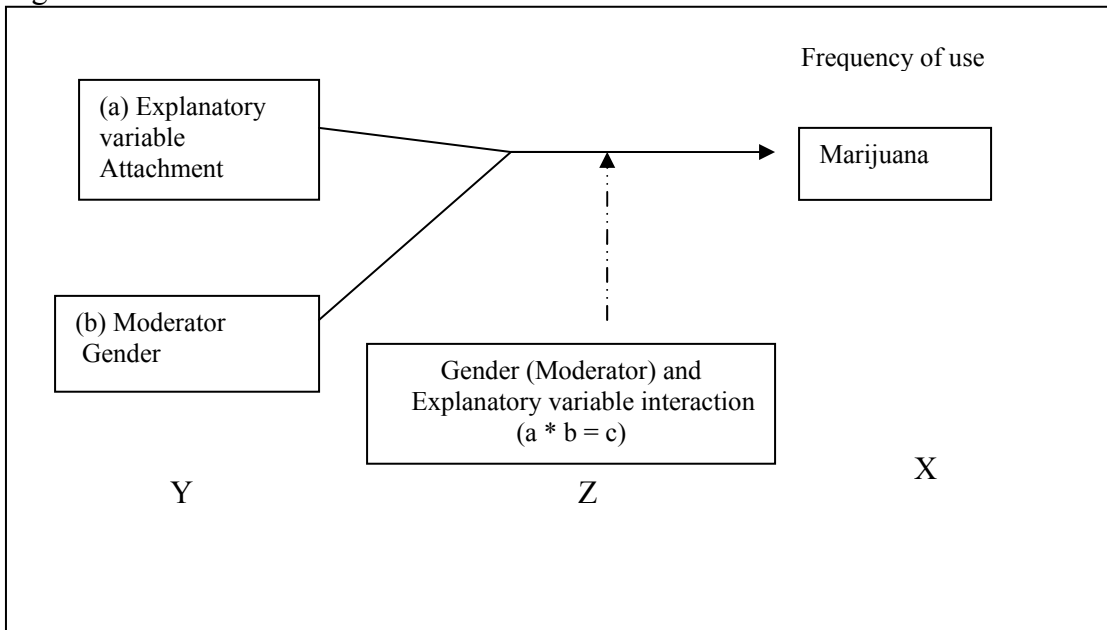 Frequency of use
(a) Explanatory
variable
Attachment
Marijuana
(b) Moderator
Gender
Gender (Moderator) and
Explanatory variable interaction
(a * b = c)
Y
Z
X